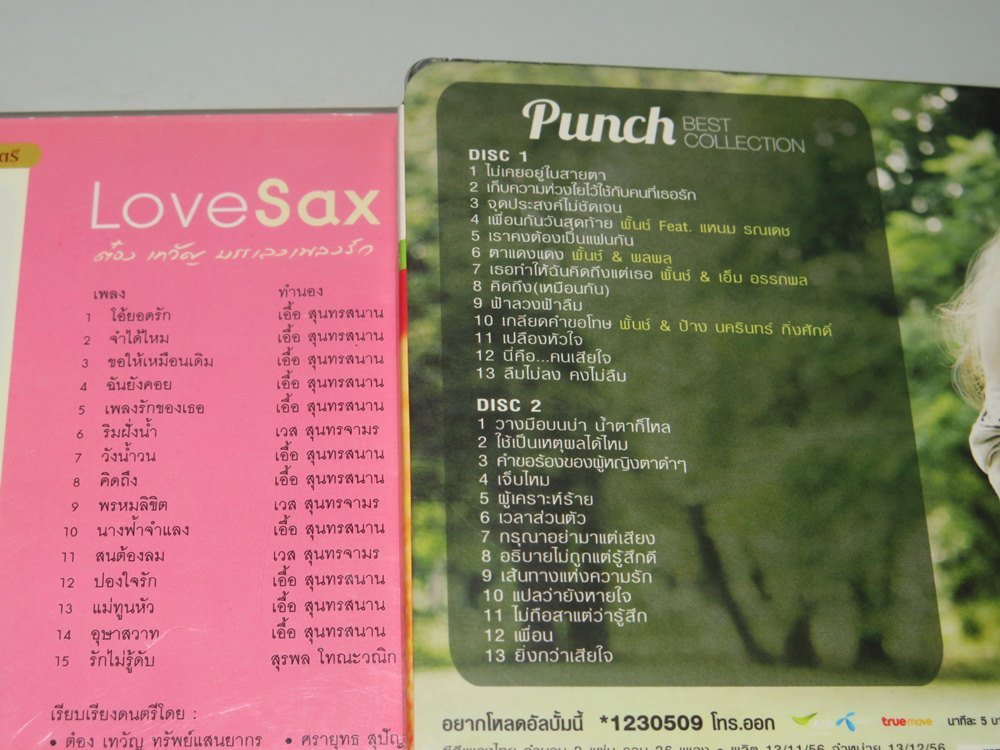 ตรี
LoveSax
ต๋อง เทวัญ บรรเลงเพลงรัก
เพลง ทำนอง
1 โอ้ยอดรัก เอื้อ สุนทรสนาน
2 จำได้ไหม เอื้อ สุนทรสนาน
3 ขอให้เหมือนเดิม เอื้อ สุนทรสนาน
4 ฉันยังคอย เอื้อ สุนทรสนาน
5 เพลงรักของเธอ เอื้อ สุนทรสนาน
6 ริมฝั่งน้ำ เวส สุนทรจามร
7 วังน้ำวน เอื้อ สุนทรสนาน
8 คิดถึง เอื้อ สุนทรสนาน
9 พรหมลิขิต เวส สุนทรจามร
10 นางฟ้าจำแลง เอื้อ สุนทรสนาน
11 สนต้องลม เวส สุนทรจามร
12 ปองใจรัก เอื้อ สุนทรสนาน
13 แม่ทูนหัว เอื้อ สุนทรสนาน
14 อุษาสวาท เอื้อ สุนทรสนาน
15 รักไม่รู้ดับ สุรพล โทณะวณิก
เรียบเรียงดนตรีโดย :
• ต๋อง เทวัญ ทรัพย์แสนยากร • ศรายุทธ สุปัญ
Punch BEST COLLECTION
DISC 1
1 ไม่เคยอยู่ในสายตา
2 เก็บความห่วงใยไว้ใช้กับคนที่เธอรัก
3 จุดประสงค์ไม่ชัดเจน
4 เพื่อนกันวันสุดท้าย พั้นช์ Feat. แทนม รณเดช
5 เราคงต้องเป็นแฟนกัน
6 ตาแดงแดง พั้นช์ & พลพล
7 เธอทำให้ฉันคิดถึงแต่เธอ พั้นช์ & เอ็ม อรรถพล
8 คิดถึง(เหมือนกัน)
9 ฟ้าลวงฟ้าลืม
10 เกลียดคำขอโทษ พั้นช์ & ป้าง นครินทร์ กิ่งศักดิ์
11 เปลืองหัวใจ
12 นี่คือ...คนเสียใจ
13 ลืมไม่ลง คงไม่ลืม
DISC 2
1 วางมือบนบ่า น้ำตาก็ไหล
2 ใช้เป็นเหตุผลได้ไหม
3 คำขอร้องของผู้หญิงตาดำๆ
4 เจ็บไหม
5 ผู้เคราะห์ร้าย
6 เวลาส่วนตัว
7 กรุณาอย่ามาแต่เสียง
8 อธิบายไม่ถูกแต่รู้สึกดี
9 เส้นทางแห่งความรัก
10 แปลว่ายังหายใจ
11 ไม่ถือสาแต่ว่ารู้สึก
12 เพื่อน
13 ยิ่งกว่าเสียใจ
อยากโหลดอัลบั้มนี้ *1230509 โทร.ออก truemove นาทีละ 5 บา